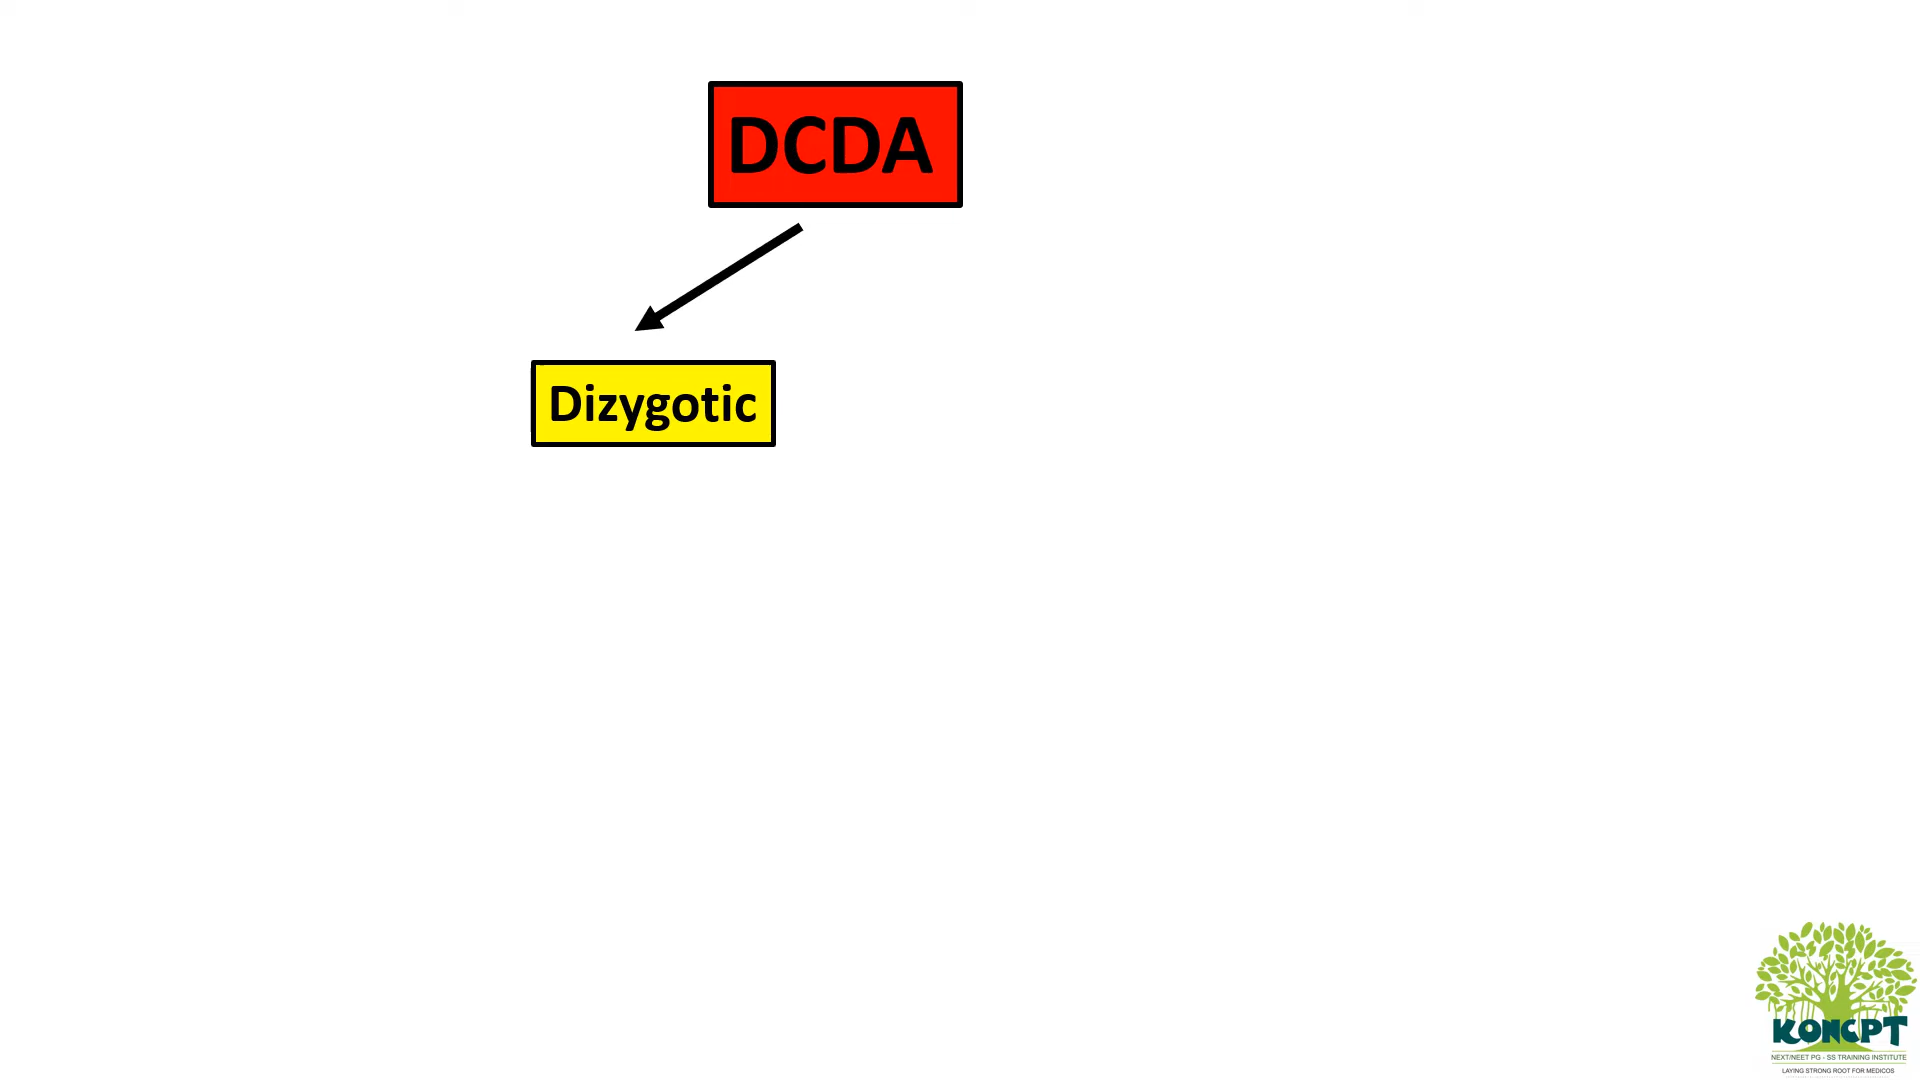 DCDA
Dizygotic
KONCPT
NEXT/NEET PG - SS TRAINING INSTITUTE
LAYING STRONG ROOT FOR MEDICOS